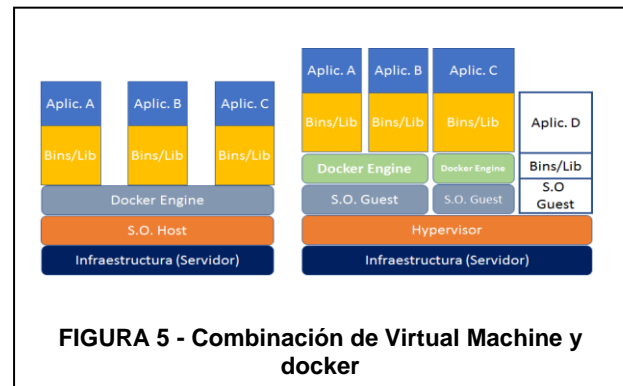 Aplic. A
Aplic. B
Aplic. C
Bins/Lib
Bins/Lib
Bins/Lib
Docker Engine
S.O. Host
Infraestructura (Servidor)
Aplic. A
Aplic. B
Aplic. C
Bins/Lib
Bins/Lib
Bins/Lib
Aplic. D
Docker Engine
Docker Engine
Bins/Lib
S.O. Guest
S.O. Guest
S.O
Guest
Hypervisor
Infraestructura (Servidor)
FIGURA 5 - Combinación de Virtual Machine y
docker